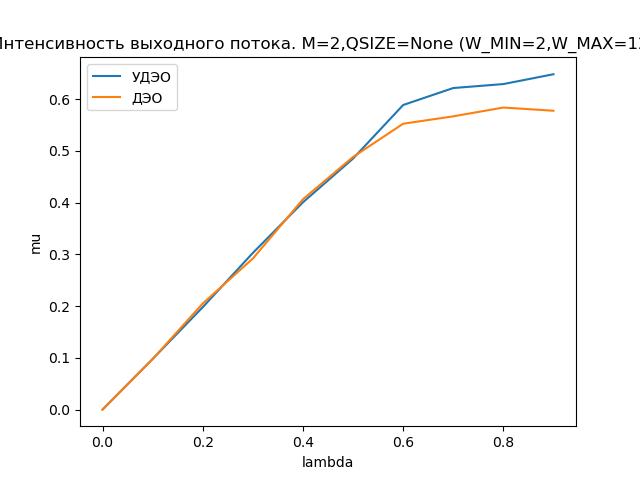 Интенсивность выходного потока. M=2,QSIZE=None (W_MIN=2,W_MAX=12
УДЭО
ДЭО
0.6
0.5
0.4
0.3
0.2
0.1
0.0
mu
0.0 0.2 0.4 0.6 0.8
lambda